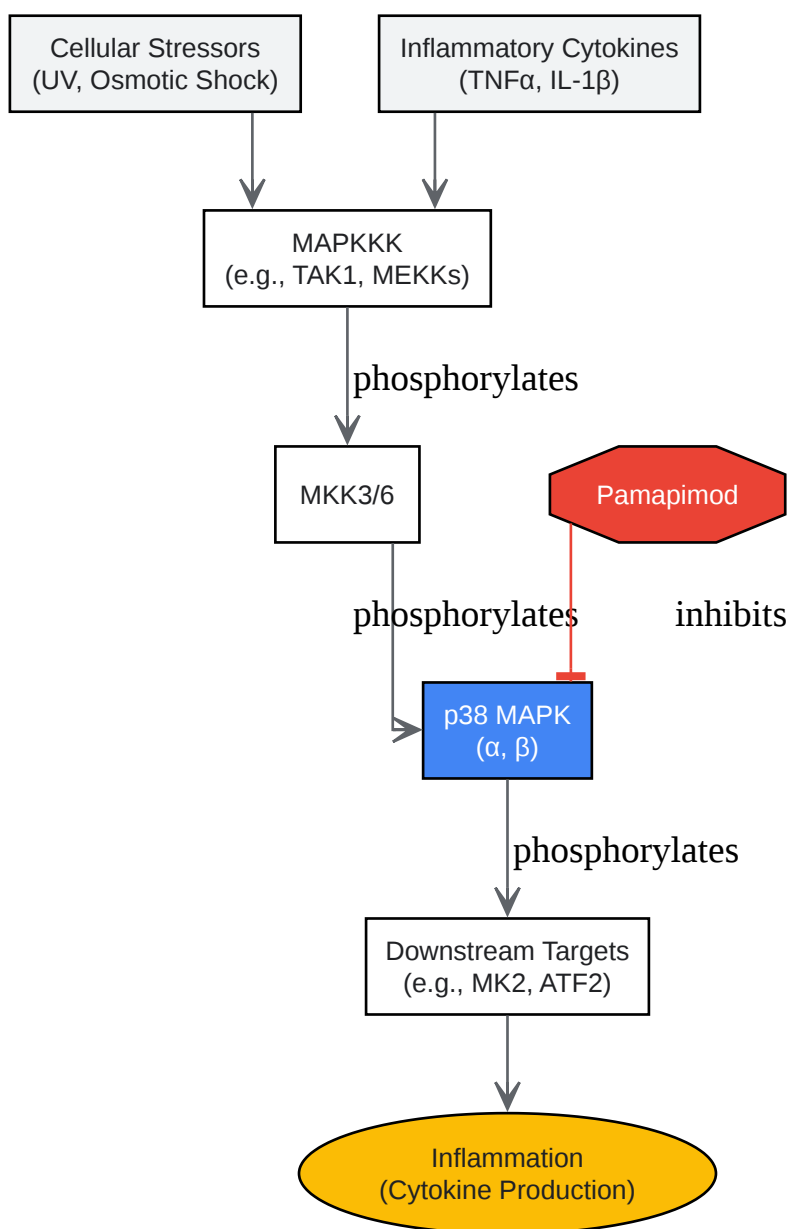 Cellular Stressors
(UV, Osmotic Shock)
Inflammatory Cytokines
(TNFα, IL-1β)
MAPKKK
(e.g., TAK1, MEKKs)
phosphorylates
MKK3/6
Pamapimod
phosphorylates
inhibits
p38 MAPK
(α, β)
phosphorylates
Downstream Targets
(e.g., MK2, ATF2)
Inflammation
(Cytokine Production)